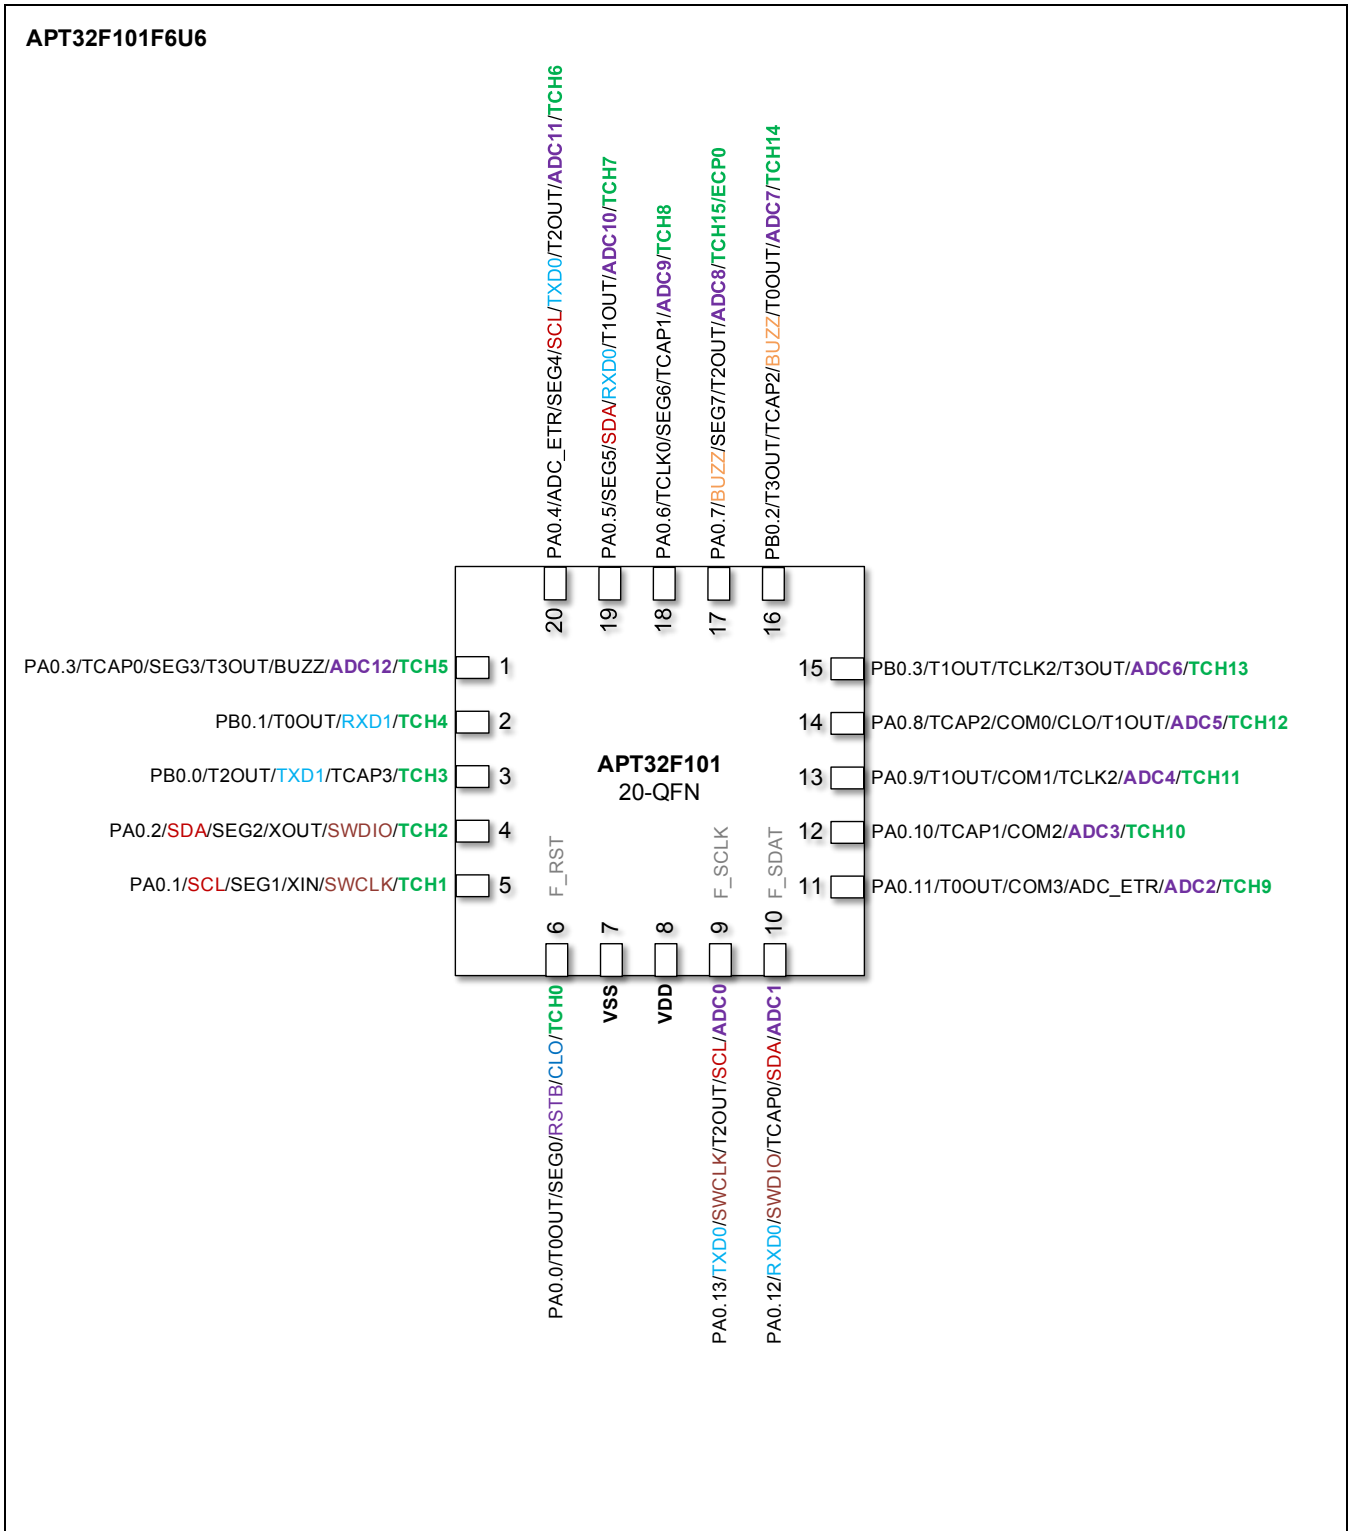 APT32F101F6U6
PA0.4/ADC_ETR/SEG4/SCL/TXD0/T2OUT/ADC11/TCH6
PA0.5/SEG5/SDA/RXD0/T1OUT/ADC10/TCH7
PA0.6/TCLK0/SEG6/TCAP1/ADC9/TCH8
PA0.7/BUZZ/SEG7/T2OUT/ADC8/TCH15/ECP0
PB0.2/T3OUT/TCAP2/BUZZ/T0OUT/ADC7/TCH14
20
19
18
17
16
PA0.3/TCAP0/SEG3/T3OUT/BUZZ/ADC12/TCH5 1
PB0.1/T0OUT/RXD1/TCH4 2
PB0.0/T2OUT/TXD1/TCAP3/TCH3 3
PA0.2/SDA/SEG2/XOUT/SWDIO/TCH2 4
PA0.1/SCL/SEG1/XIN/SWCLK/TCH1 5
APT32F101
20-QFN
15 PB0.3/T1OUT/TCLK2/T3OUT/ADC6/TCH13
14 PA0.8/TCAP2/COM0/CLO/T1OUT/ADC5/TCH12
13 PA0.9/T1OUT/COM1/TCLK2/ADC4/TCH11
12 PA0.10/TCAP1/COM2/ADC3/TCH10
11 PA0.11/T0OUT/COM3/ADC_ETR/ADC2/TCH9
F_RST
F_SCLK
F_SDAT
6
7
8
9
10
PA0.0/T0OUT/SEG0/RSTB/CLO/TCH0
VSS
VDD
PA0.13/TXD0/SWCLK/T2OUT/SCL/ADC0
PA0.12/RXD0/SWDIO/TCAP0/SDA/ADC1